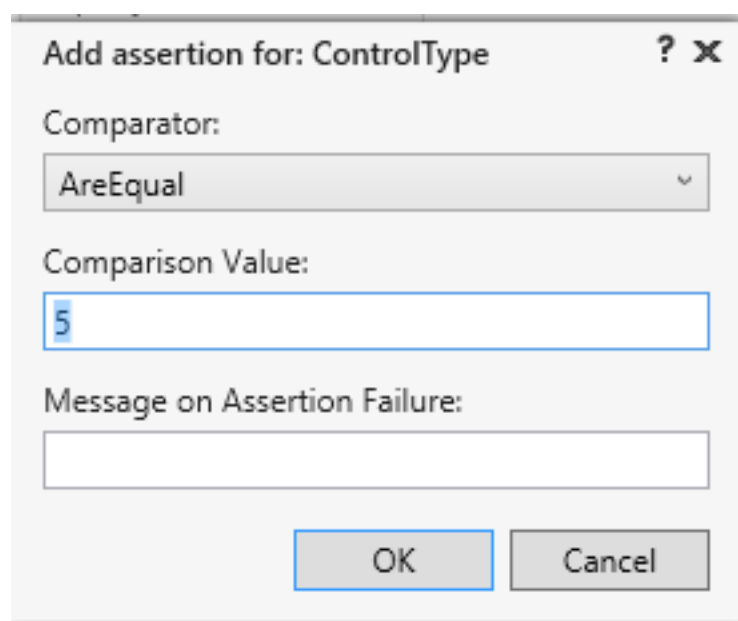 Add assertion for: ControlType ?
Comparator:
AreEqual
Comparison Value:
5
Message on Assertion Failure:
OK Cancel